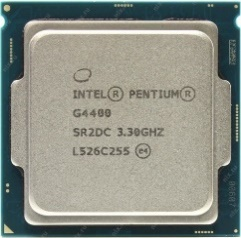 INTEL® PENTIUM®
G4400
SR2DC 3.30GHZ
L526C255 e4